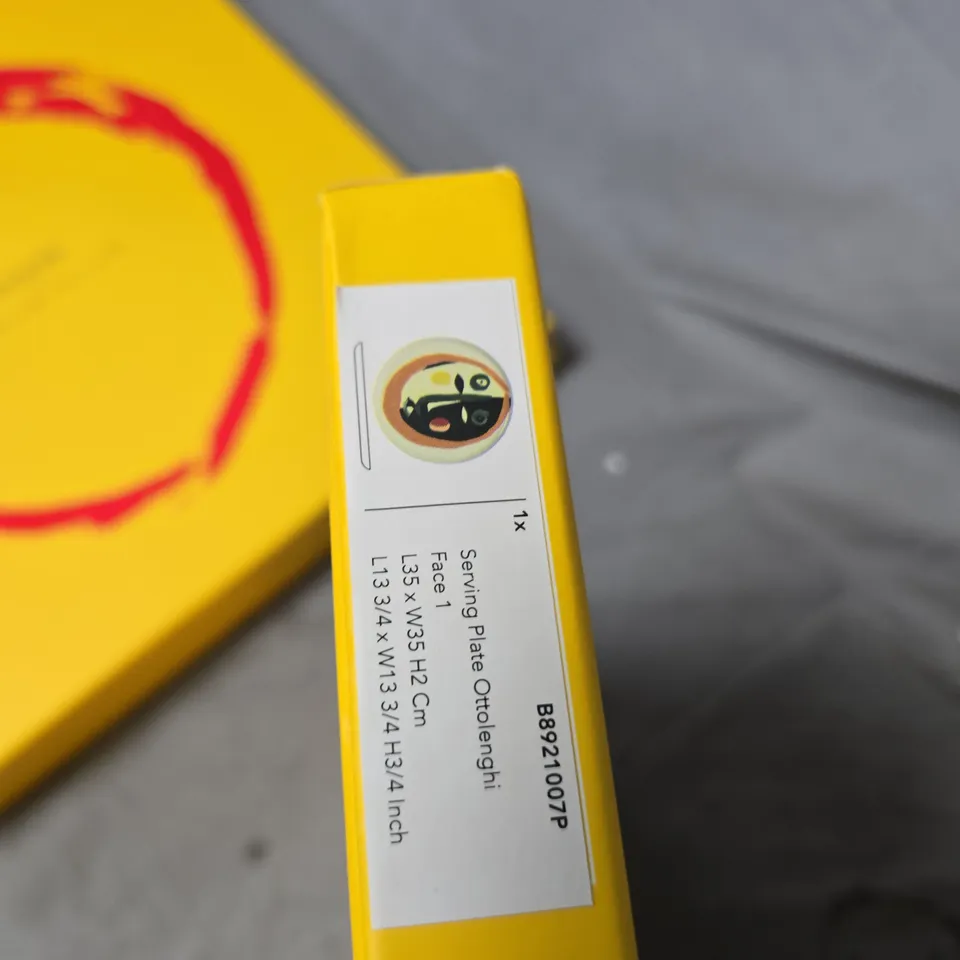 B8921007P
1x
Serving Plate Ottolenghi
Face 1
L35 x W35 H2 Cm
L13 3/4 x W13 3/4 H3/4 Inch